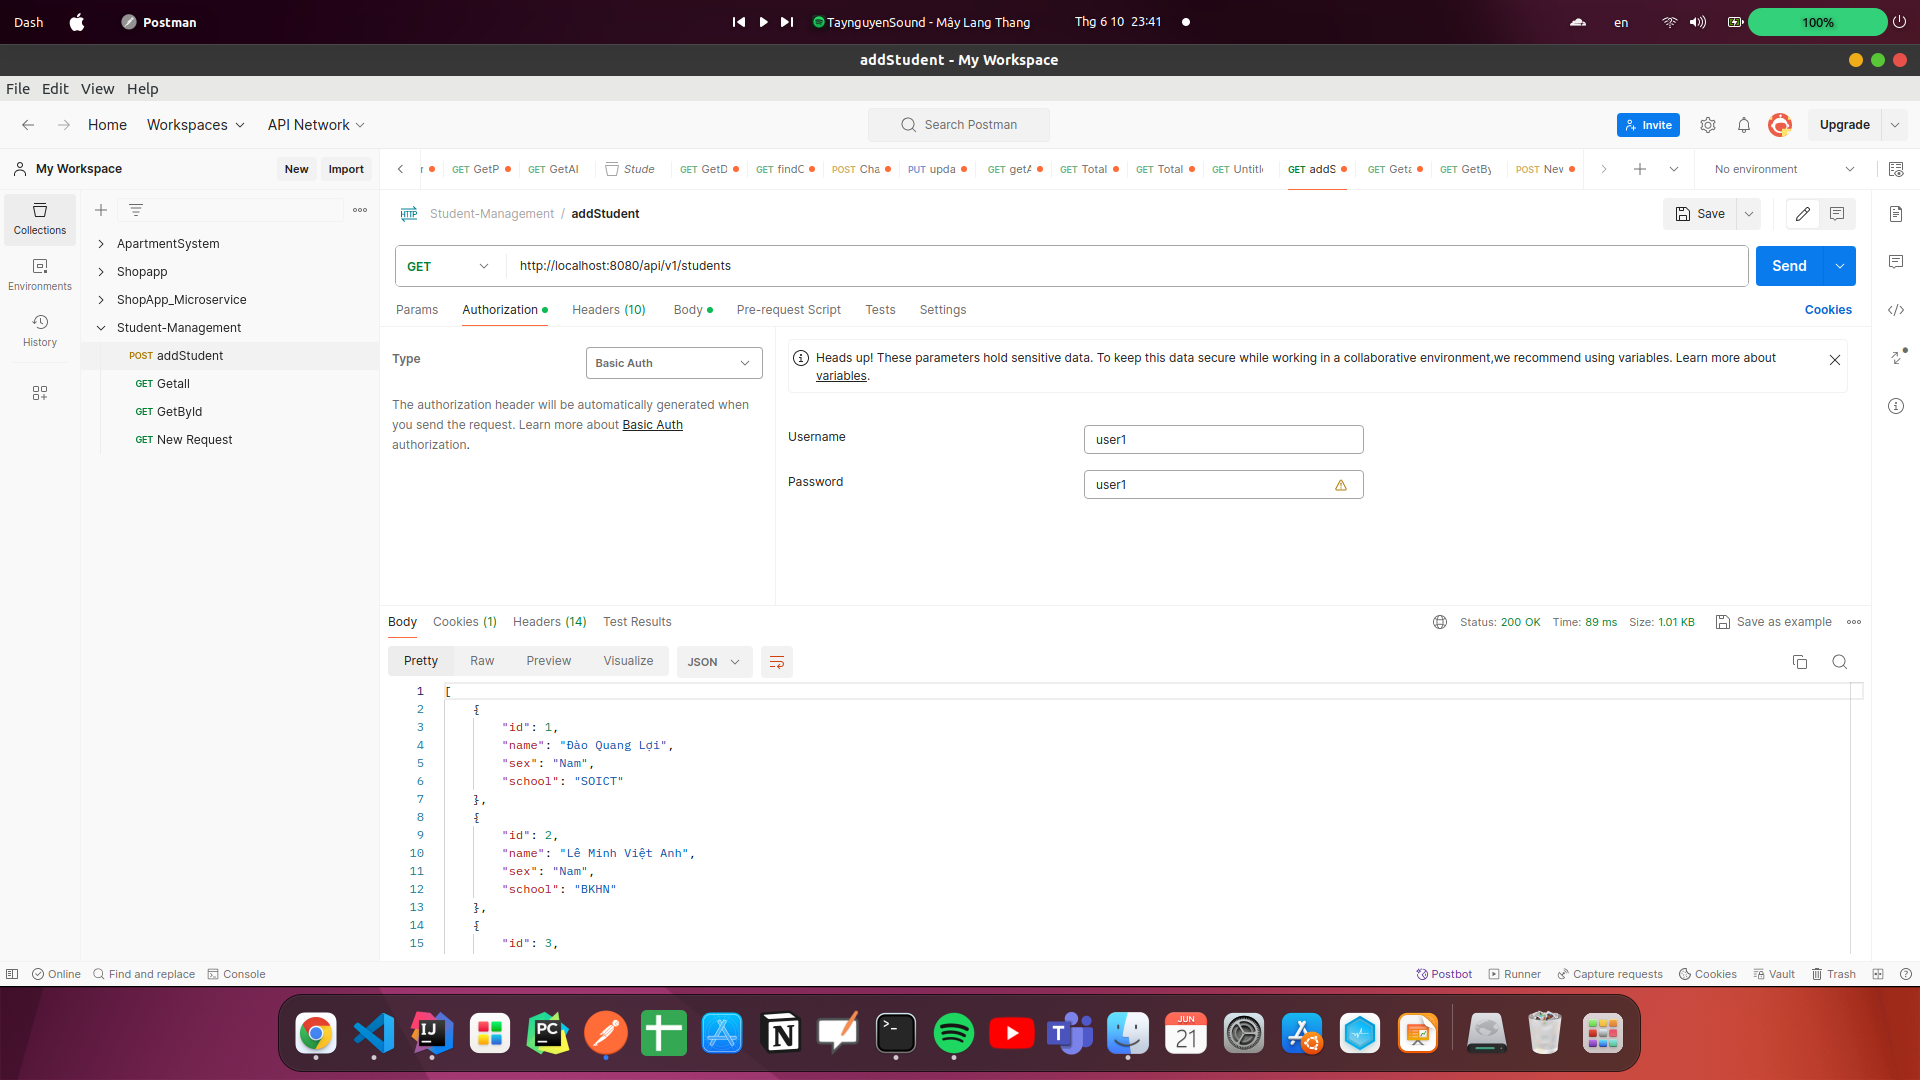 Dash Postman TaynguyenSound - Mây Lang Thang Thg 6 10 23:41 en 100%
addStudent - My Workspace
File Edit View Help
Home Workspaces API Network Search Postman Invite Upgrade
My Workspace New Import GET GetP GET GetAl Stude GET GetD GET findC POST Cha PUT upda GET getA GET Total GET Total GET Untitle GET addS GET Geta GET GetBy POST New No environment
Collections
Environments
History
ApartmentSystem
Shopapp
ShopApp_Microservice
Student-Management
POST addStudent
GET Getall
GET GetById
GET New Request
HTTP Student-Management / addStudent Save
GET http://localhost:8080/api/v1/students Send
Params Authorization Headers (10) Body Pre-request Script Tests Settings Cookies
Type Basic Auth
The authorization header will be automatically generated when
you send the request. Learn more about Basic Auth
authorization.
Heads up! These parameters hold sensitive data. To keep this data secure while working in a collaborative environment,we recommend using variables. Learn more about
variables.
Username user1
Password user1
Body Cookies (1) Headers (14) Test Results Status: 200 OK Time: 89 ms Size: 1.01 KB Save as example
Pretty Raw Preview Visualize JSON
1 [
2 {
3 "id": 1,
4 "name": "Đào Quang Lợi",
5 "sex": "Nam",
6 "school": "SOICT"
7 },
8 {
9 "id": 2,
10 "name": "Lê Minh Việt Anh",
11 "sex": "Nam",
12 "school": "BKHN"
13 },
14 {
15 "id": 3,
Online Find and replace Console Postbot Runner Capture requests Cookies Vault Trash
IJ PC N T JUN
21